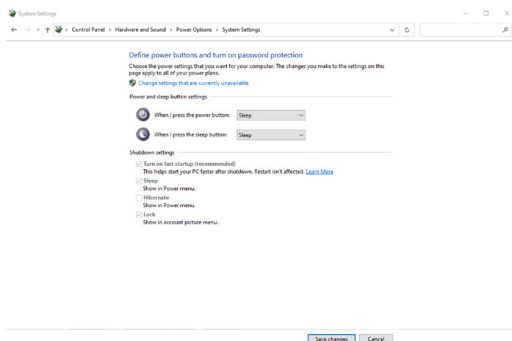 System Settings
Control Panel > Hardware and Sound > Power Options > System Settings
Define power buttons and turn on password protection
Choose the power settings that you want for your computer. The changes you make to the settings on this
page apply to all of your power plans.
Change settings that are currently unavailable
Power and sleep button settings
When I press the power button: Sleep
When I press the sleep button: Sleep
Shutdown settings
Turn on fast startup (recommended)
This helps start your PC faster after shutdown. Restart isn't affected. Learn More
Sleep
Show in Power menu.
Hibernate
Show in Power menu.
Lock
Show in account picture menu.
Save changes Cancel